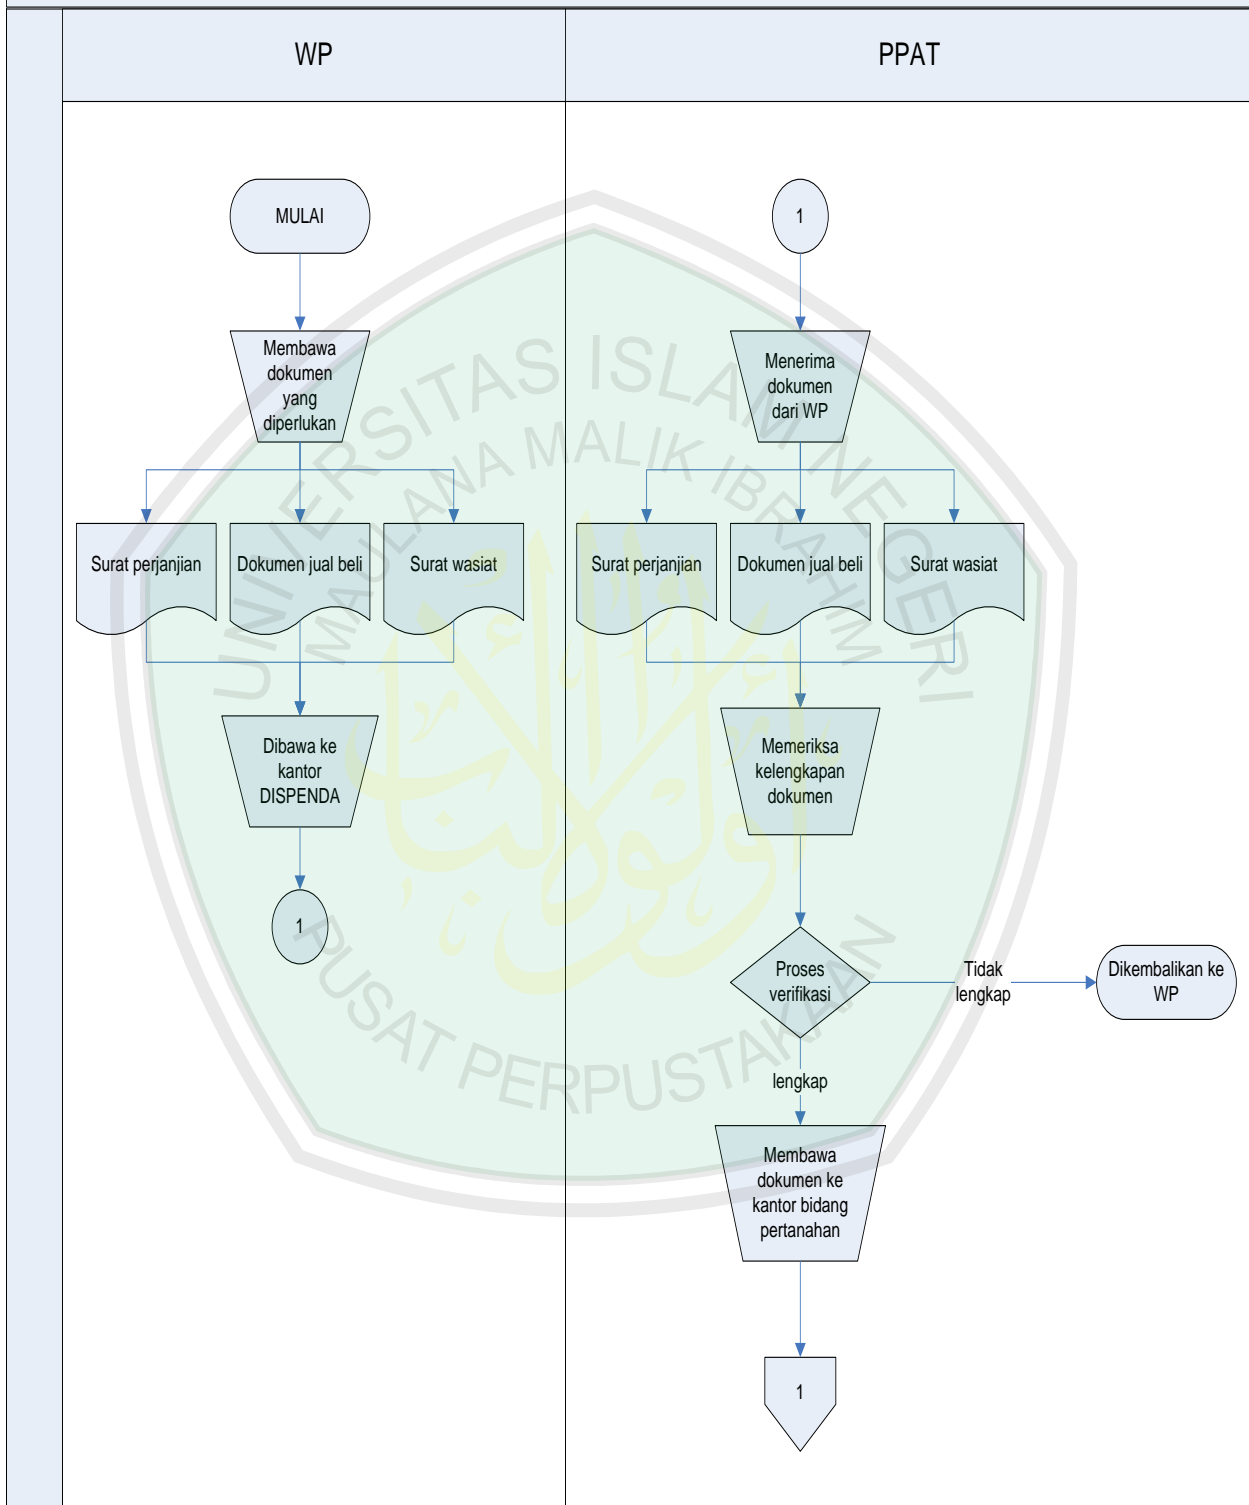 WP
PPAT
MULAI
Membawa
dokumen
yang
diperlukan
Surat perjanjian
Dokumen jual beli
Surat wasiat
Dibawa ke
kantor
DISPENDA
1
1
Menerima
dokumen
dari WP
Surat perjanjian
Dokumen jual beli
Surat wasiat
Memeriksa
kelengkapan
dokumen
Proses
verifikasi
Tidak
lengkap
Dikembalikan ke
WP
lengkap
Membawa
dokumen ke
kantor bidang
pertanahan
1
UNIVERSITAS ISLAM NEGERI
MAULANA MALIK IBRAHIM
PUSAT PERPUSTAKAAN